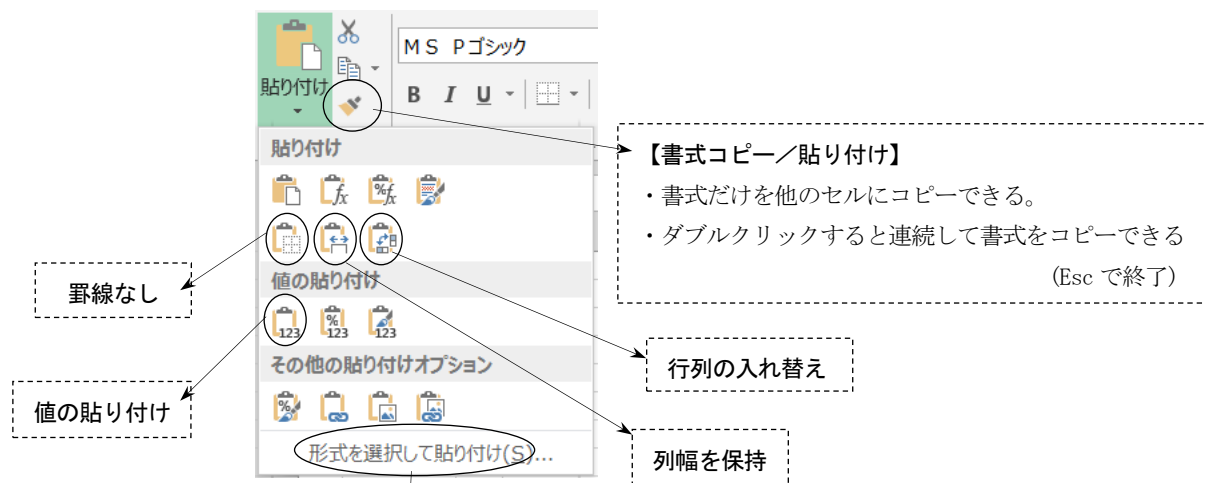 MS Pゴシック
貼り付け
B I U
貼り付け
【書式コピー／貼り付け】
・書式だけを他のセルにコピーできる。
・ダブルクリックすると連続して書式をコピーできる
(Esc で終了)
fx %fx
罫線なし
値の貼り付け
123 %123 123
行列の入れ替え
その他の貼り付けオプション
値の貼り付け
%
形式を選択して貼り付け(S)...
列幅を保持